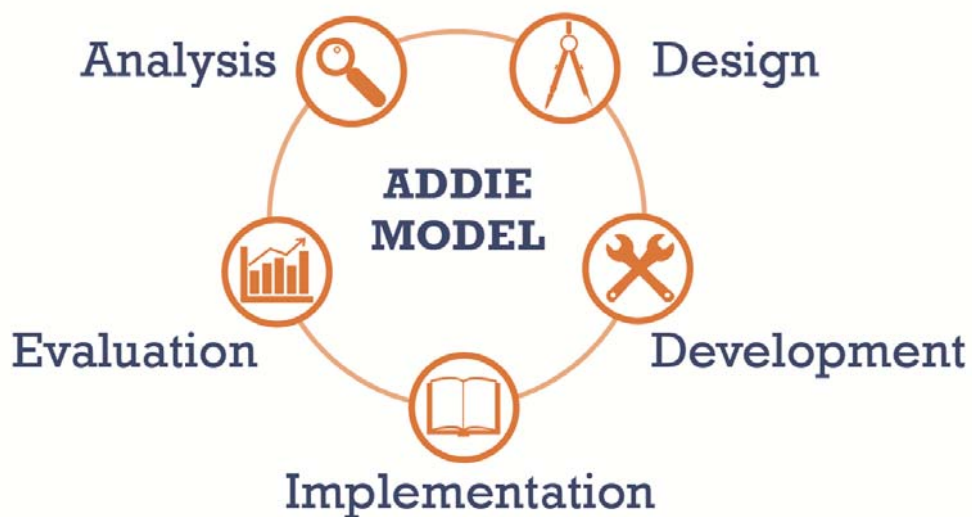 Analysis
Design
ADDIE
MODEL
Evaluation
Development
Implementation